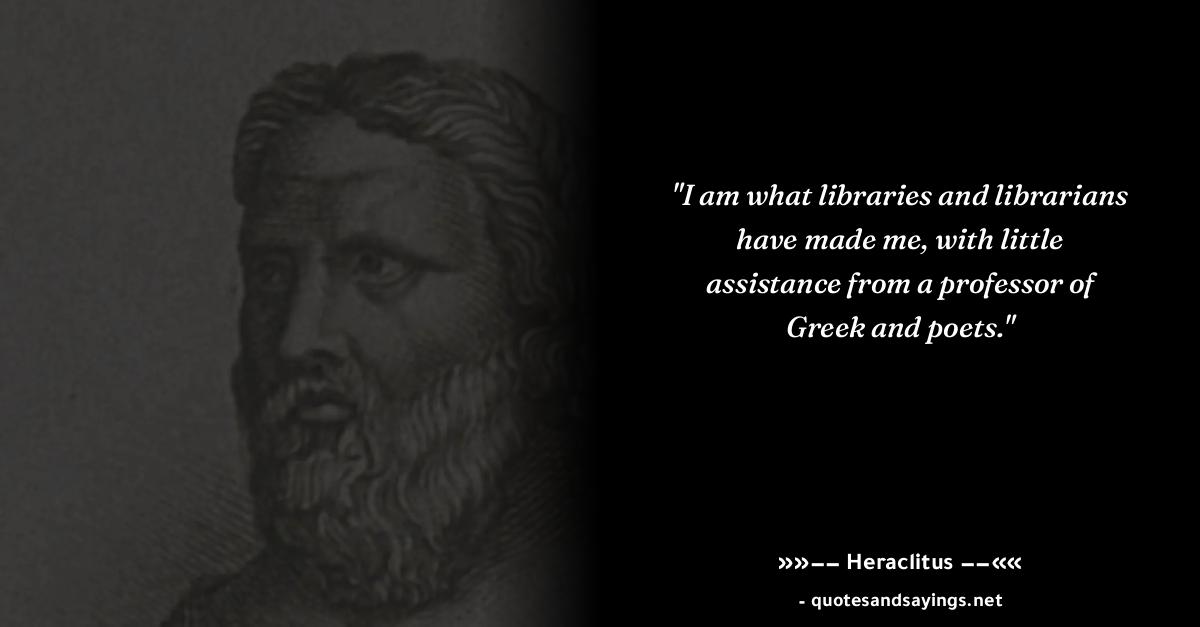 "I am what libraries and librarians
have made me, with little
assistance from a professor of
Greek and poets."
»»−− Heraclitus −−««
- quotesandsayings.net